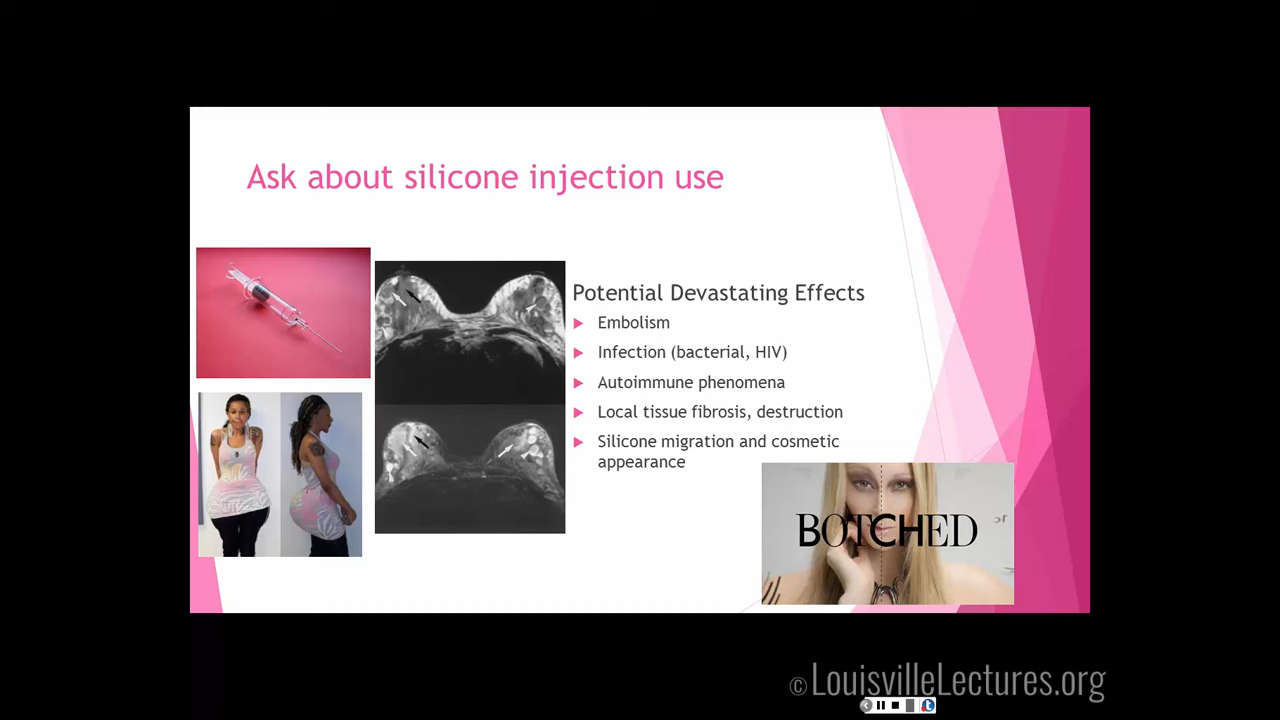 Ask about silicone injection use
Potential Devastating Effects
Embolism
Infection (bacterial, HIV)
Autoimmune phenomena
Local tissue fibrosis, destruction
Silicone migration and cosmetic
appearance
BOTCHED
© LouisvilleLectures.org